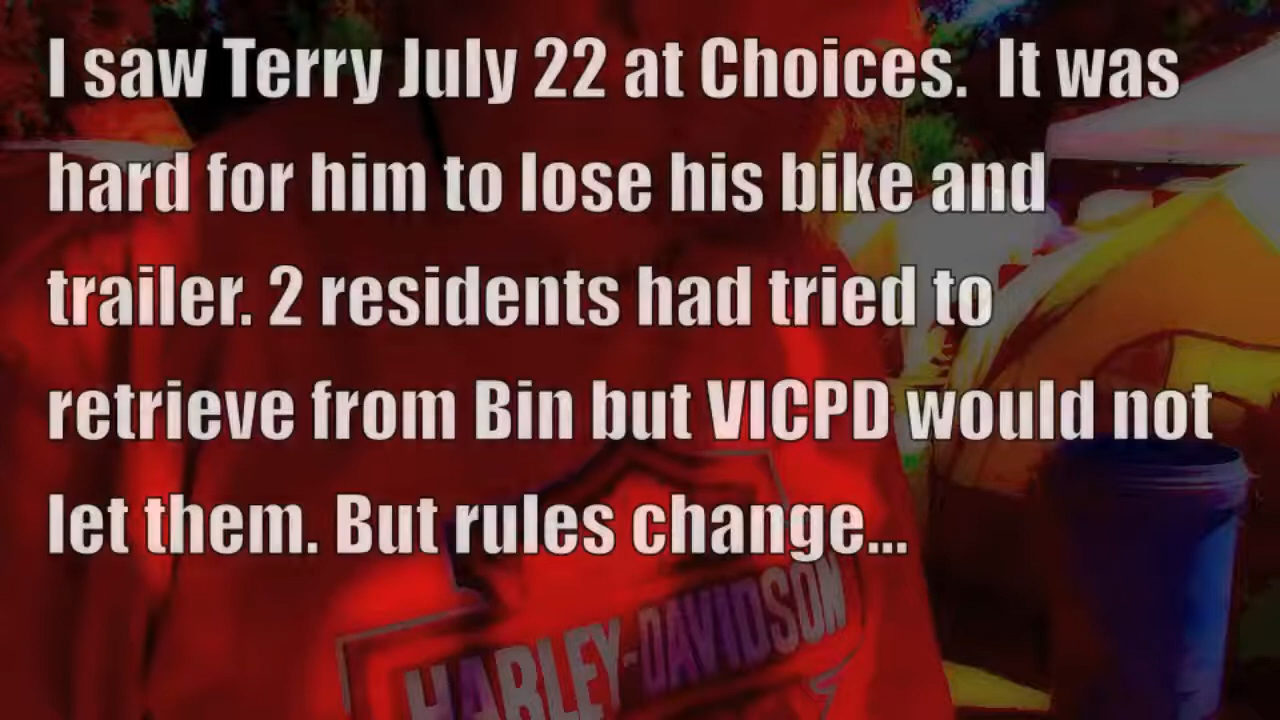 I saw Terry July 22 at Choices.  It was
hard for him to lose his bike and
trailer. 2 residents had tried to
retrieve from Bin but VICPD would not
let them. But rules change...
HARLEY-DAVIDSON